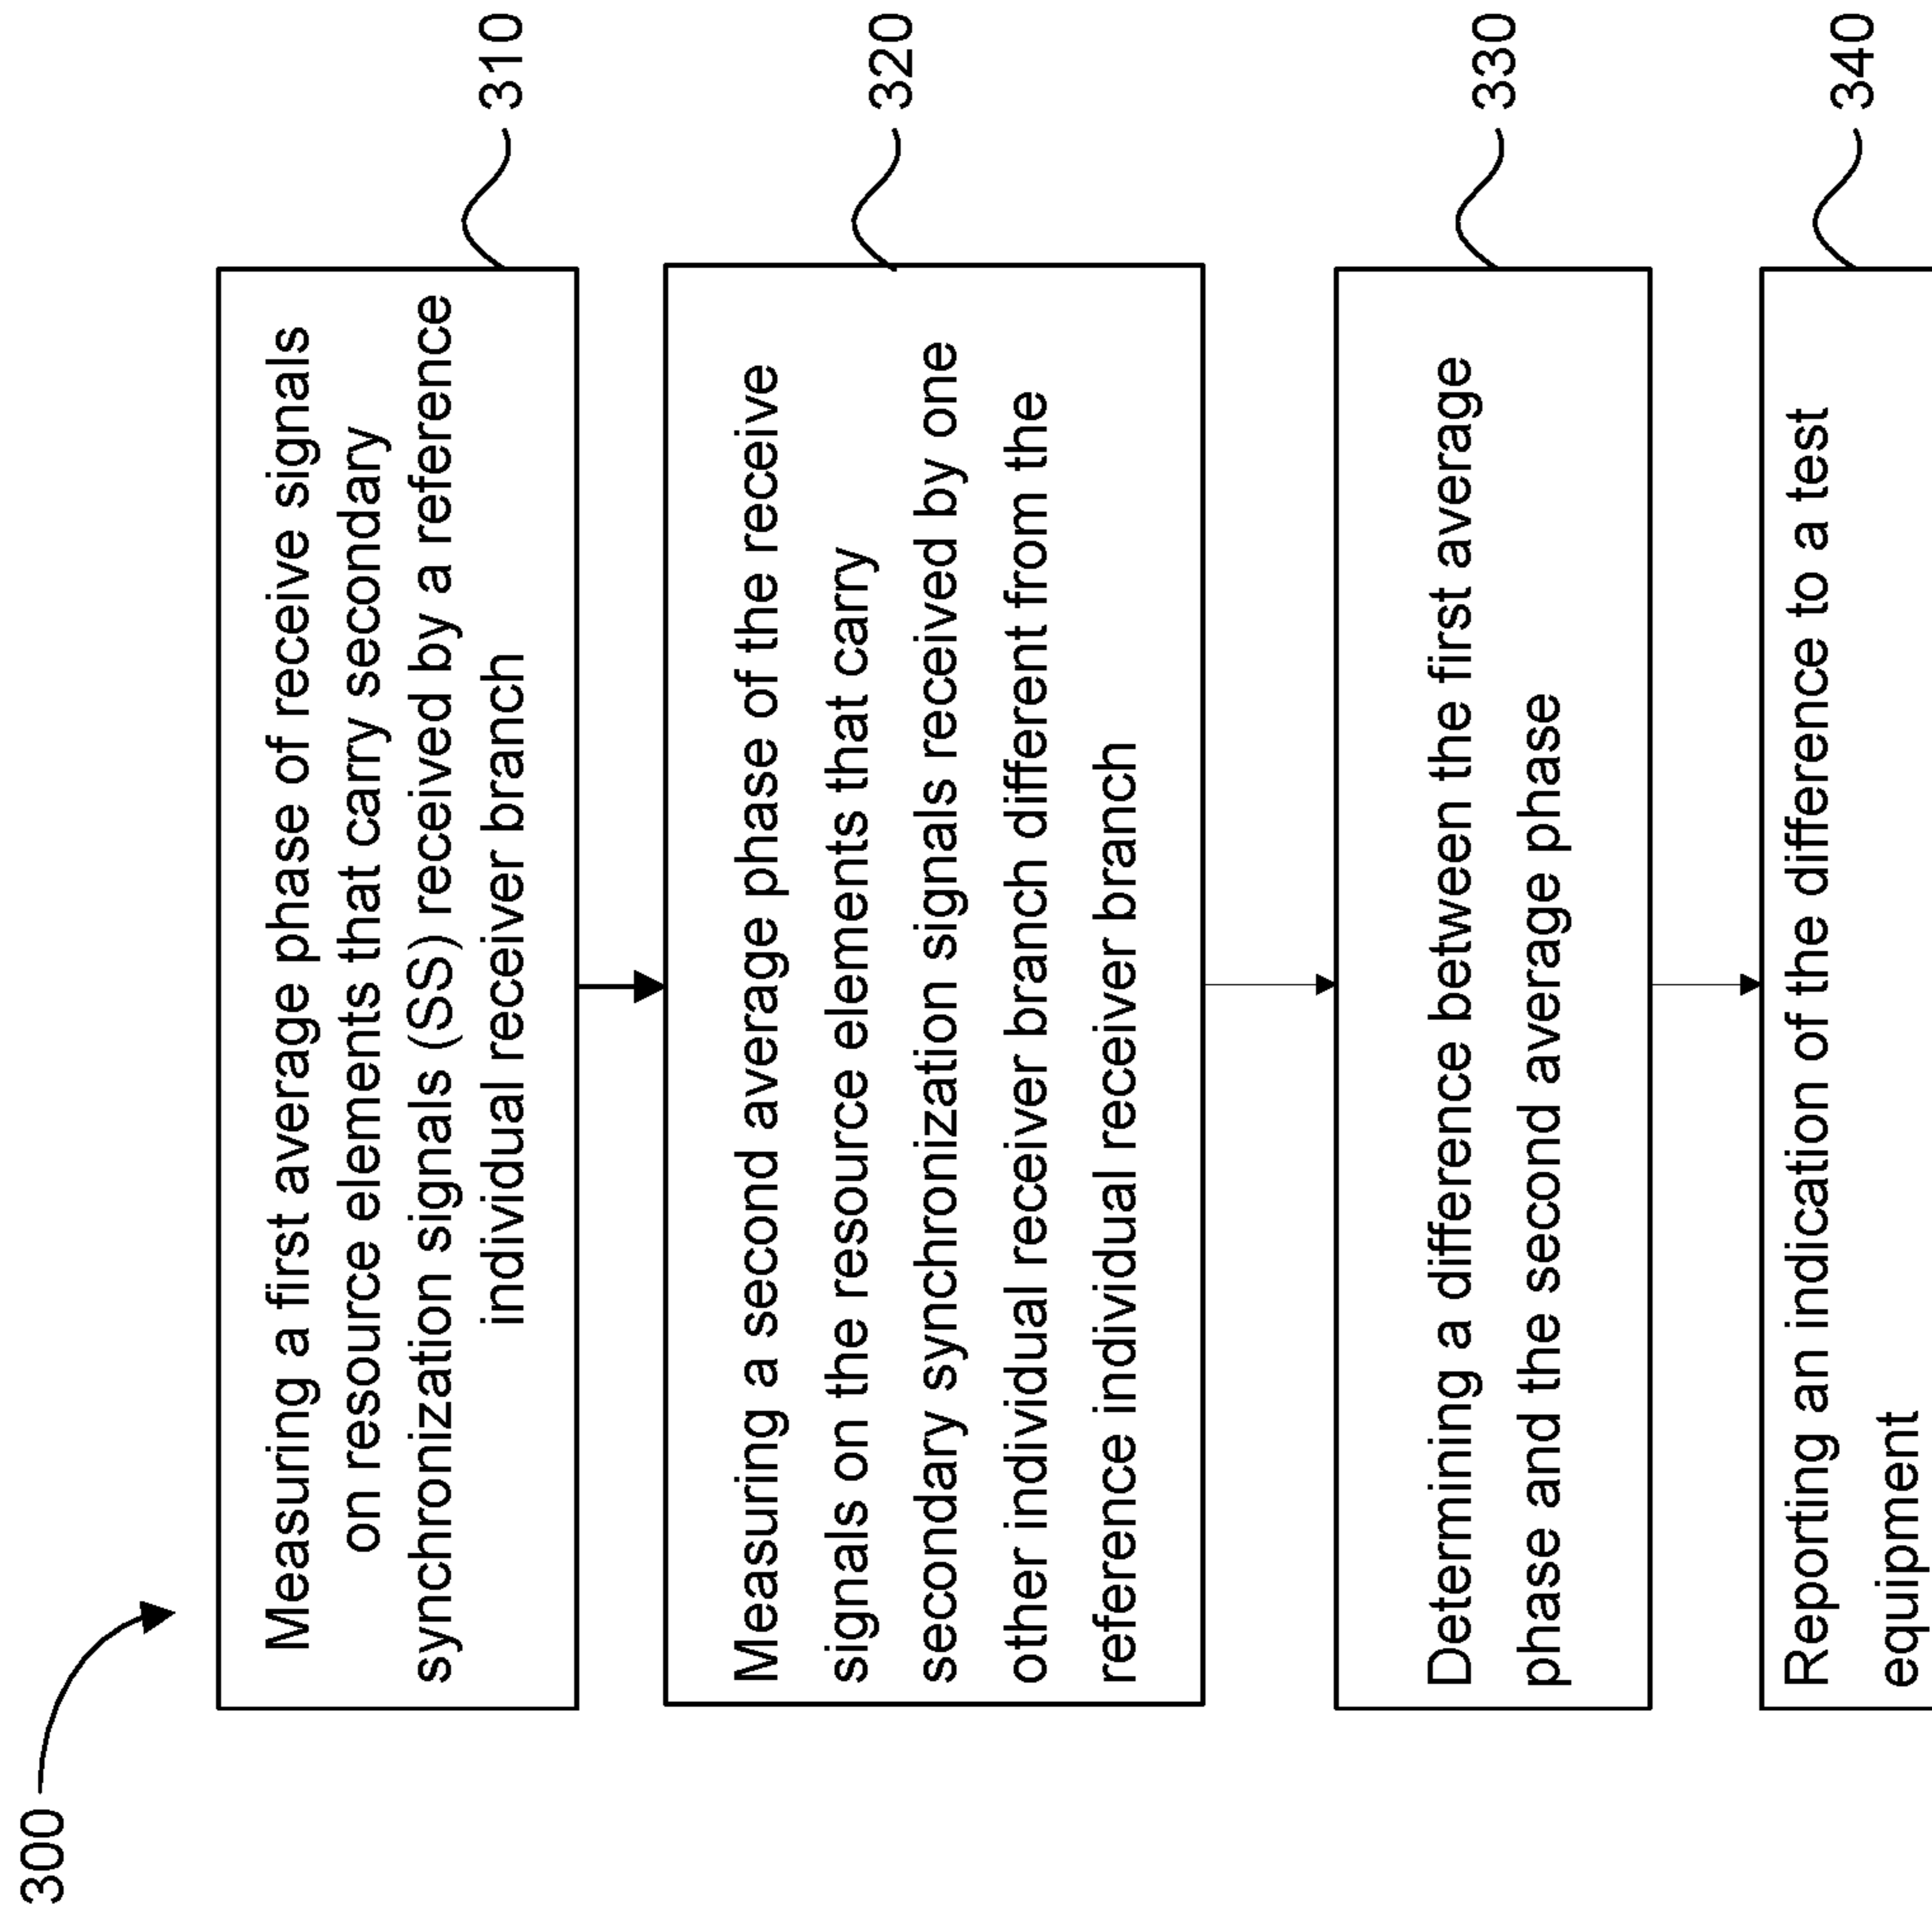 300
Measuring a first average phase of receive signals
on resource elements that carry secondary
synchronization signals (SS) received by a reference
individual receiver branch
310
Measuring a second average phase of the receive
signals on the resource elements that carry
secondary synchronization signals received by one
other individual receiver branch different from the
reference individual receiver branch
320
Determining a difference between the first average
phase and the second average phase
330
Reporting an indication of the difference to a test
equipment
340